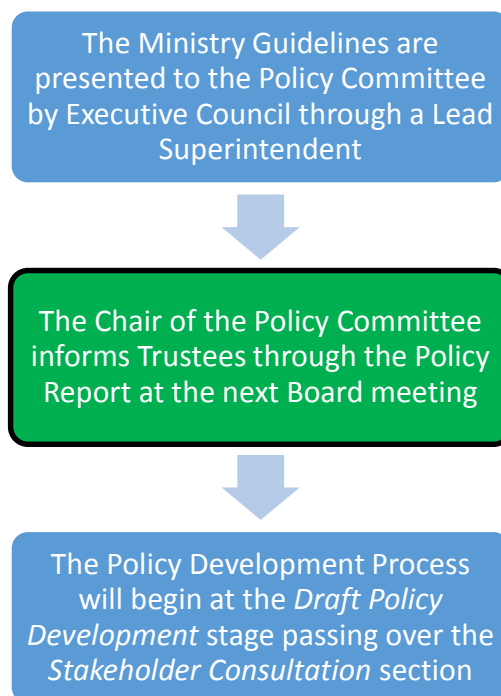 The Ministry Guidelines are
presented to the Policy Committee
by Executive Council through a Lead
Superintendent
The Chair of the Policy Committee
informs Trustees through the Policy
Report at the next Board meeting
The Policy Development Process
will begin at the Draft Policy
Development stage passing over the
Stakeholder Consultation section